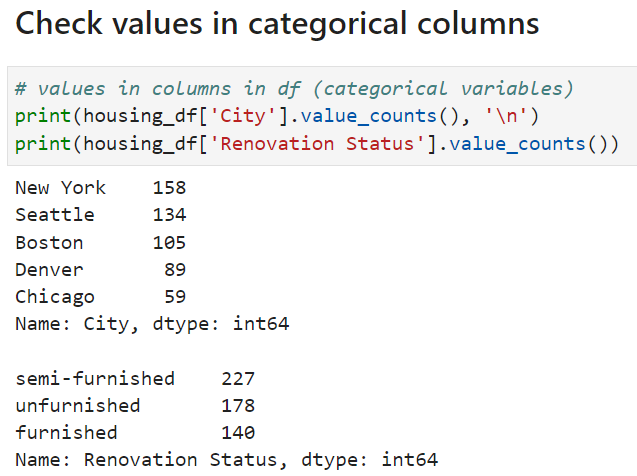 Check values in categorical columns
# values in columns in df (categorical variables)
print(housing_df['City'].value_counts(), '\n')
print(housing_df['Renovation Status'].value_counts())
New York    158
Seattle     134
Boston      105
Denver       89
Chicago      59
Name: City, dtype: int64
semi-furnished    227
unfurnished       178
furnished         140
Name: Renovation Status, dtype: int64